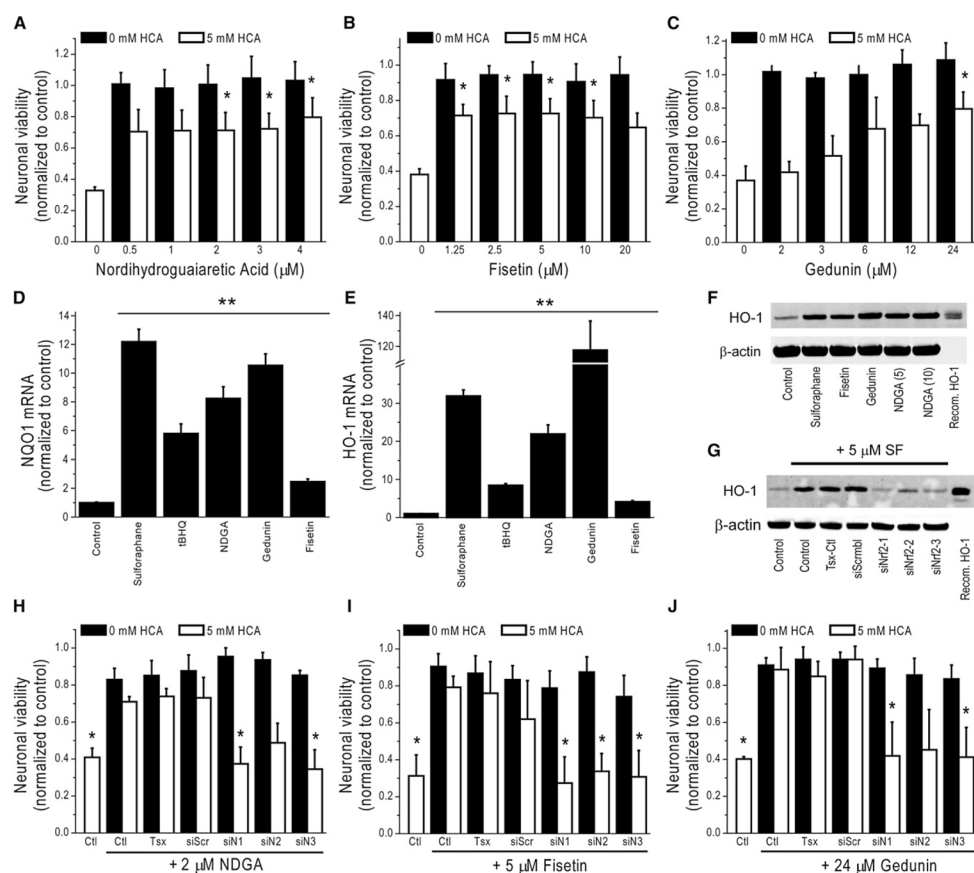 A
0 mM HCA 5 mM HCA
Neuronal viability
(normalized to control)
1.2
1.0
0.8
0.6
0.4
0.2
0.0
0 0.5 1 2 3 4
* * *
Nordihydroguaiaretic Acid (μM)
B
0 mM HCA 5 mM HCA
Neuronal viability
(normalized to control)
1.2
1.0
0.8
0.6
0.4
0.2
0.0
0 1.25 2.5 5 10 20
* * * *
Fisetin (μM)
C
0 mM HCA 5 mM HCA
Neuronal viability
(normalized to control)
1.2
1.0
0.8
0.6
0.4
0.2
0.0
0 2 3 6 12 24
*
Gedunin (μM)
D
**
NQO1 mRNA
(normalized to control)
14
12
10
8
6
4
2
0
Control
Sulforaphane
tBHQ
NDGA
Gedunin
Fisetin
E
**
HO-1 mRNA
(normalized to control)
140
120
30
20
10
0
Control
Sulforaphane
tBHQ
NDGA
Gedunin
Fisetin
F
HO-1
β-actin
Control
Sulforaphane
Fisetin
Gedunin
NDGA (5)
NDGA (10)
Recom. HO-1
G
+ 5 μM SF
HO-1
β-actin
Control
Control
Tsx-Ctl
siScrmbl
siNrf2-1
siNrf2-2
siNrf2-3
Recom. HO-1
H
0 mM HCA 5 mM HCA
Neuronal viability
(normalized to control)
1.0
0.8
0.6
0.4
0.2
0.0
* * *
Ctl Ctl Tsx siScr siN1 siN2 siN3
+ 2 μM NDGA
I
0 mM HCA 5 mM HCA
Neuronal viability
(normalized to control)
1.0
0.8
0.6
0.4
0.2
0.0
* * * *
Ctl Ctl Tsx siScr siN1 siN2 siN3
+ 5 μM Fisetin
J
0 mM HCA 5 mM HCA
Neuronal viability
(normalized to control)
1.0
0.8
0.6
0.4
0.2
0.0
* * *
Ctl Ctl Tsx siScr siN1 siN2 siN3
+ 24 μM Gedunin